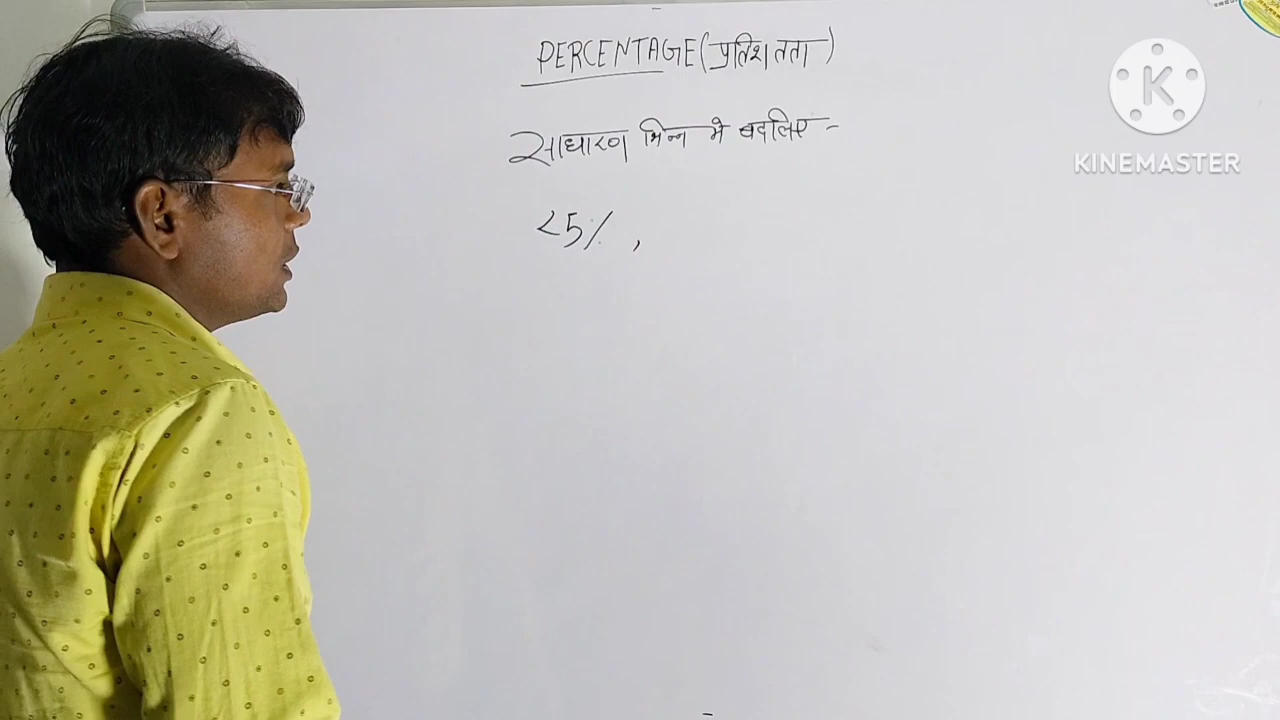 PERCENTAGE (प्रतिशतता)
साधारण भिन्न मे बदलिए -
25%,
K
KINEMASTER